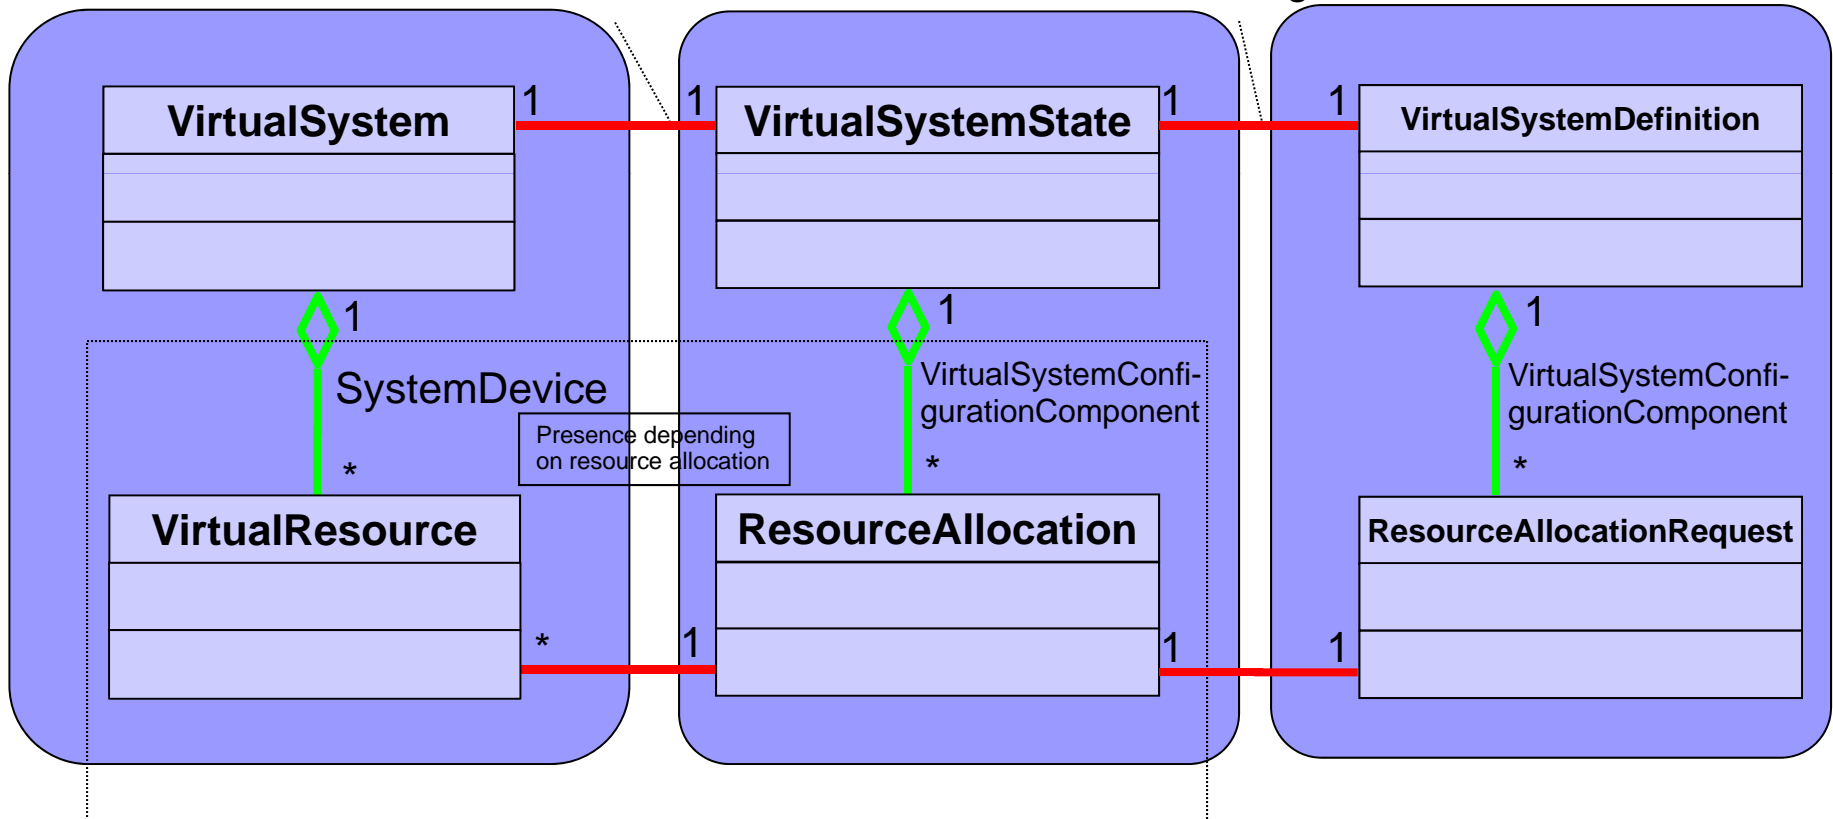 g
VirtualSystem
1
1
VirtualSystemState
1
1
VirtualSystemDefinition
1
1
1
SystemDevice
VirtualSystemConfi-
gurationComponent
VirtualSystemConfi-
gurationComponent
Presence depending
on resource allocation
*
*
*
VirtualResource
ResourceAllocation
ResourceAllocationRequest
*
1
1
1